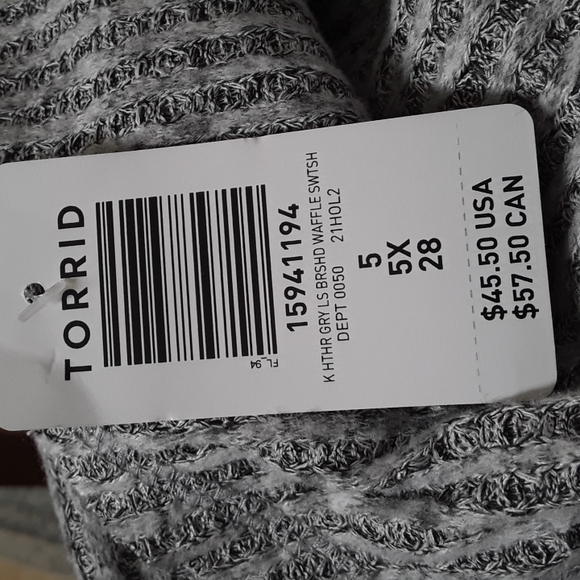 TORRID
FL_94
15941194
K HTHR GRY LS BRSHD WAFFLE SWTSH
DEPT 0050 21HOL2
5
5X
28
$45.50 USA
$57.50 CAN